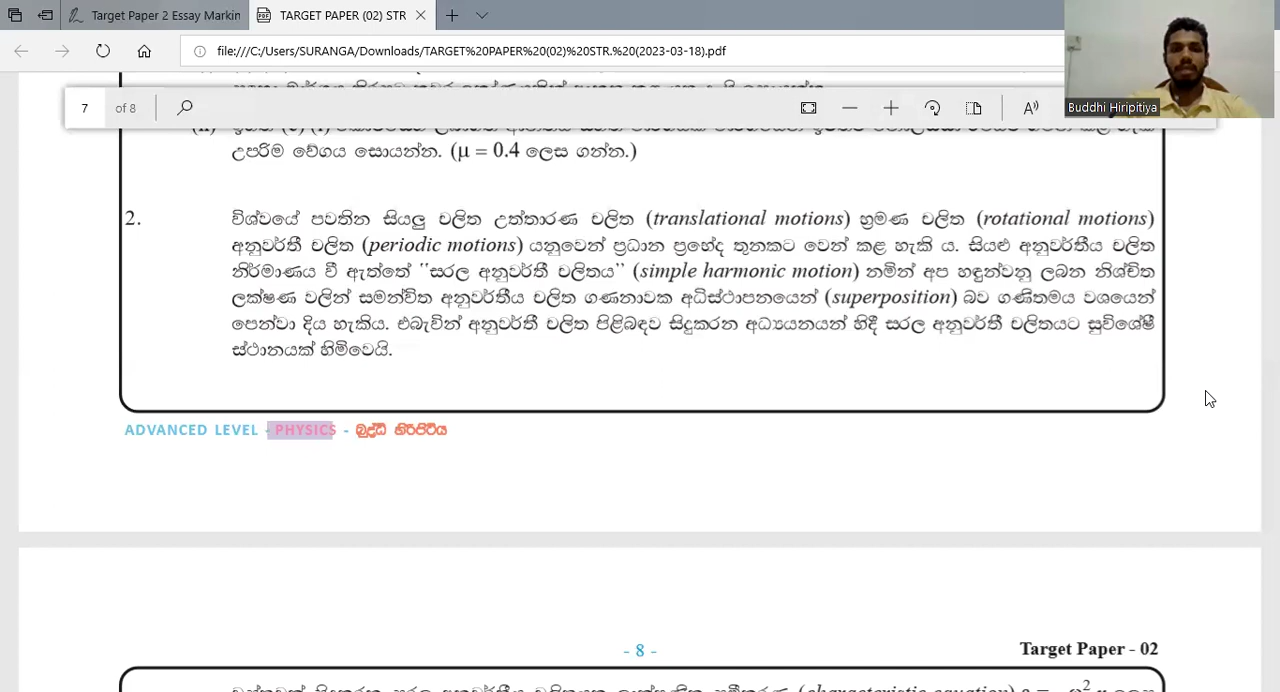 Target Paper 2 Essay Markin
TARGET PAPER (02) STR
file:///C:/Users/SURANGA/Downloads/TARGET%20PAPER%20(02)%20STR.%20(2023-03-18).pdf
7 of 8
Buddhi Hiripitiya
උපරිම වේගය සොයන්න. (μ = 0.4 ලෙස ගන්න.)
2. විශ්වයේ පවතින සියලු චලිත උත්තාරණ චලිත (translational motions) භ්‍රමණ චලිත (rotational motions)
අනුවර්තී චලිත (periodic motions) යනුවෙන් ප්‍රධාන ප්‍රභේද තුනකට වෙන් කළ හැකි ය. සියළු අනුවර්තීය චලිත
නිර්මාණය වී ඇත්තේ "සරල අනුවර්තී චලිතය" (simple harmonic motion) නමින් අප හඳුන්වනු ලබන නිශ්චිත
ලක්ෂණ වලින් සමන්විත අනුවර්තීය චලිත ගණනාවක අධිස්ථාපනයෙන් (superposition) බව ගණිතමය වශයෙන්
පෙන්වා දිය හැකිය. එබැවින් අනුවර්තී චලිත පිළිබඳව සිදුකරන අධ්‍යයනයන් හිදී සරල අනුවර්තී චලිතයට සුවිශේෂී
ස්ථානයක් හිමිවෙයි.
ADVANCED LEVEL - PHYSICS - බුද්ධි හිරිපිටිය
- 8 -
Target Paper - 02
(characteristic equation)